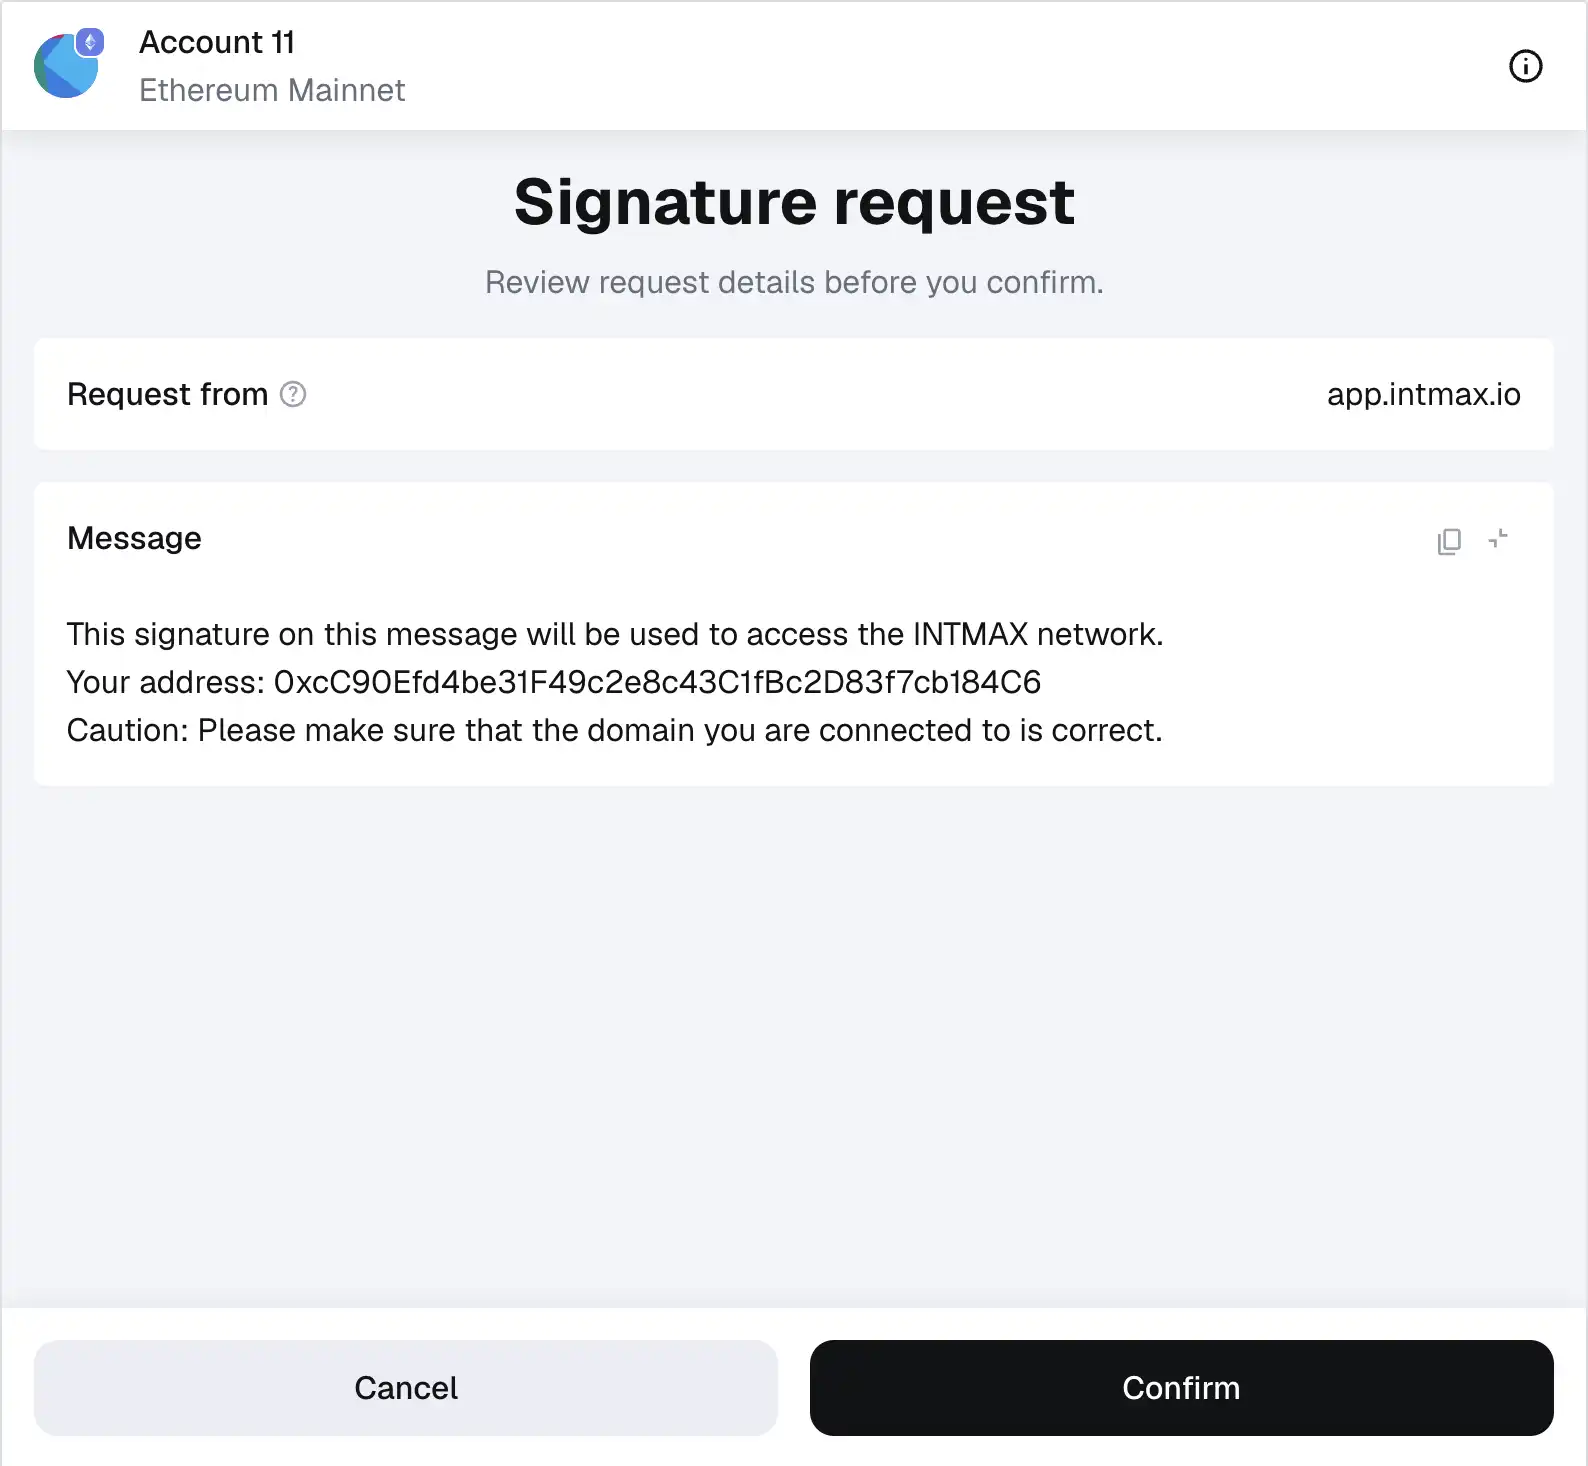 Account 11
Ethereum Mainnet
Signature request
Review request details before you confirm.
Request from
app.intmax.io
Message
This signature on this message will be used to access the INTMAX network.
Your address: 0xcC90Efd4be31F49c2e8c43C1fBc2D83f7cb184C6
Caution: Please make sure that the domain you are connected to is correct.
Cancel
Confirm